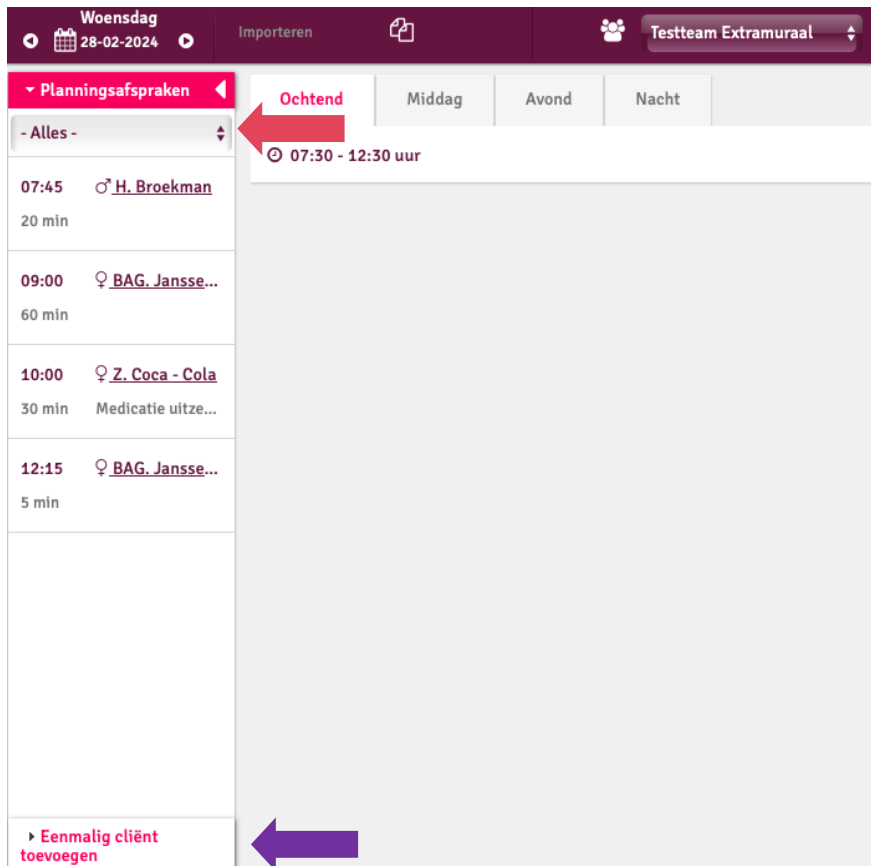 Woensdag
28-02-2024
Importeren
Testteam Extramuraal
Planningsafspraken
- Alles -
Ochtend
Middag
Avond
Nacht
07:30 - 12:30 uur
07:45 H. Broekman
20 min
09:00 BAG. Jansse...
60 min
10:00 Z. Coca - Cola
30 min Medicatie uitze...
12:15 BAG. Jansse...
5 min
Eenmalig cliënt
toevoegen